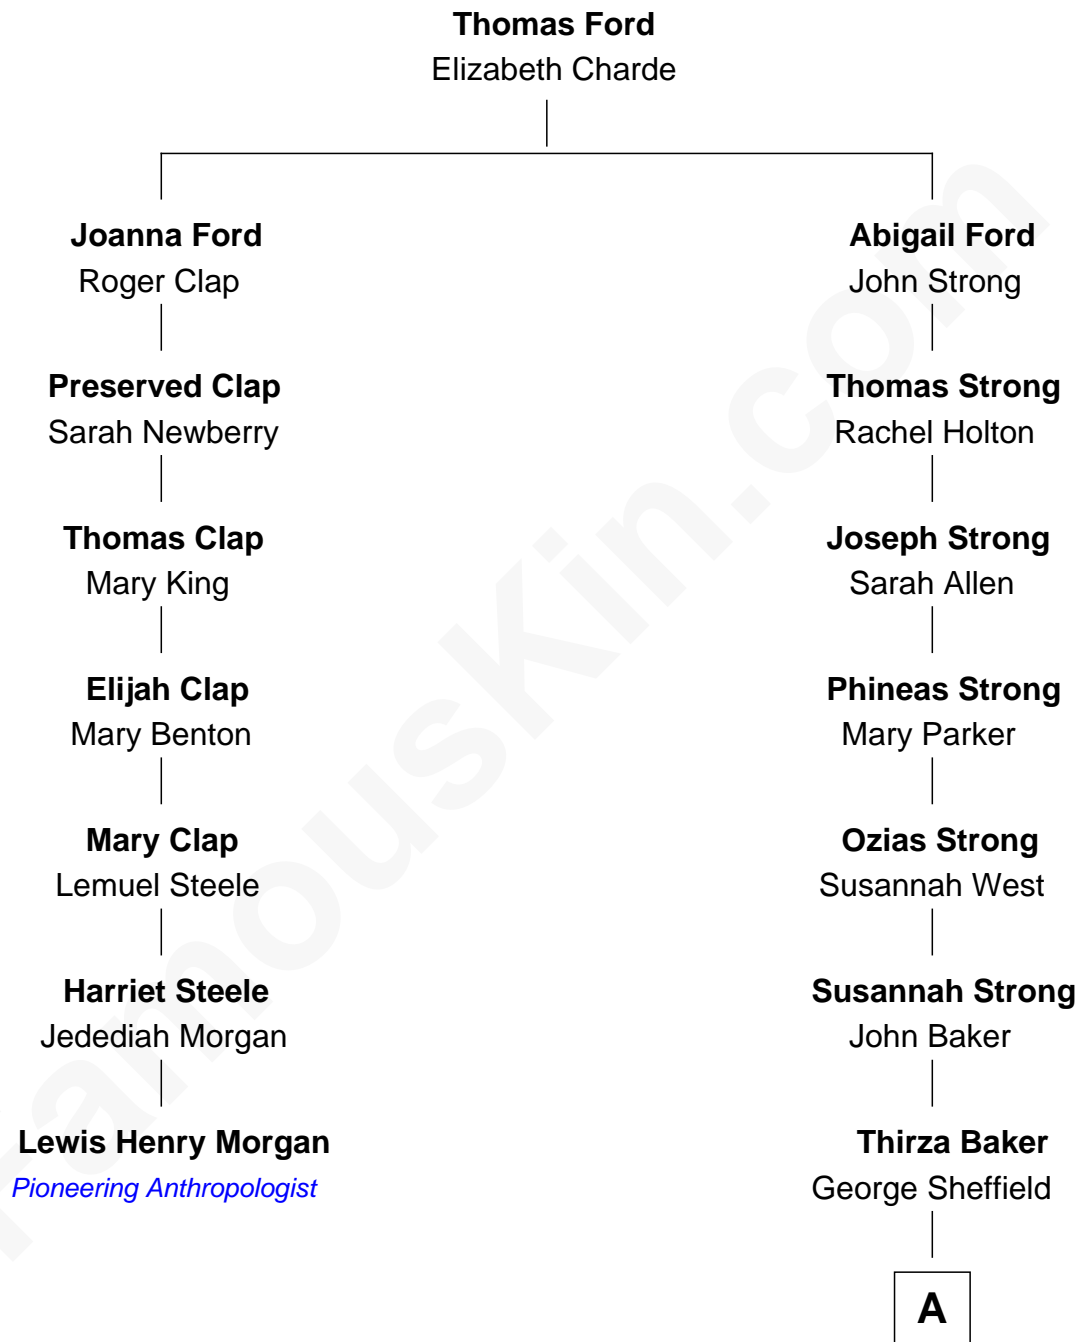 Thomas Ford
Elizabeth Charde
Joanna Ford
Roger Clap
Abigail Ford
John Strong
Preserved Clap
Sarah Newberry
Thomas Strong
Rachel Holton
Thomas Clap
Mary King
Joseph Strong
Sarah Allen
Elijah Clap
Mary Benton
Phineas Strong
Mary Parker
Mary Clap
Lemuel Steele
Ozias Strong
Susannah West
Harriet Steele
Jedediah Morgan
Susannah Strong
John Baker
Lewis Henry Morgan
Pioneering Anthropologist
Thirza Baker
George Sheffield
A
FamousKin.com